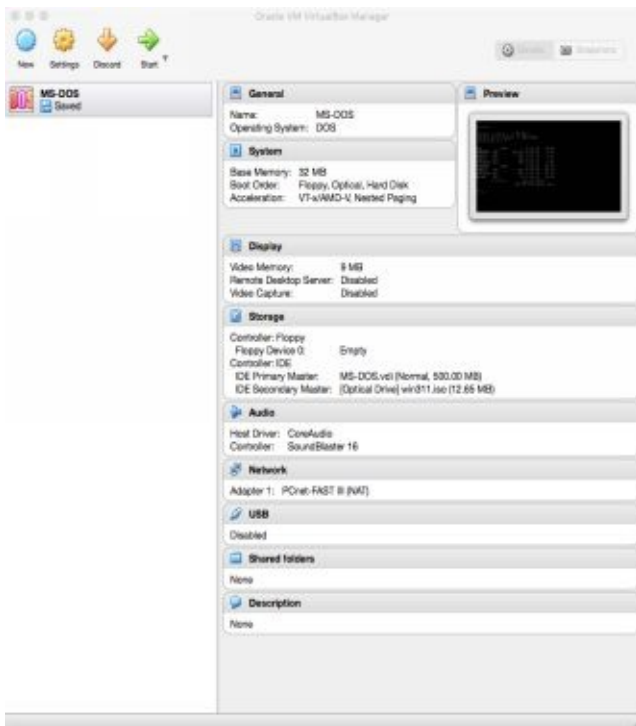 Oracle VM VirtualBox Manager
New Settings Discard Start
Details Snapshots
MS-DOS
Saved
General
Name: MS-DOS
Operating System: DOS
System
Base Memory: 32 MB
Boot Order: Floppy, Optical, Hard Disk
Acceleration: VT-x/AMD-V, Nested Paging
Preview
Display
Video Memory: 9 MB
Remote Desktop Server: Disabled
Video Capture: Disabled
Storage
Controller: Floppy
Floppy Device 0: Empty
Controller: IDE
IDE Primary Master: MS-DOS.vdi (Normal, 500.00 MB)
IDE Secondary Master: [Optical Drive] win311.iso (12.65 MB)
Audio
Host Driver: CoreAudio
Controller: SoundBlaster 16
Network
Adapter 1: PCnet-FAST III (NAT)
USB
Disabled
Shared folders
None
Description
None